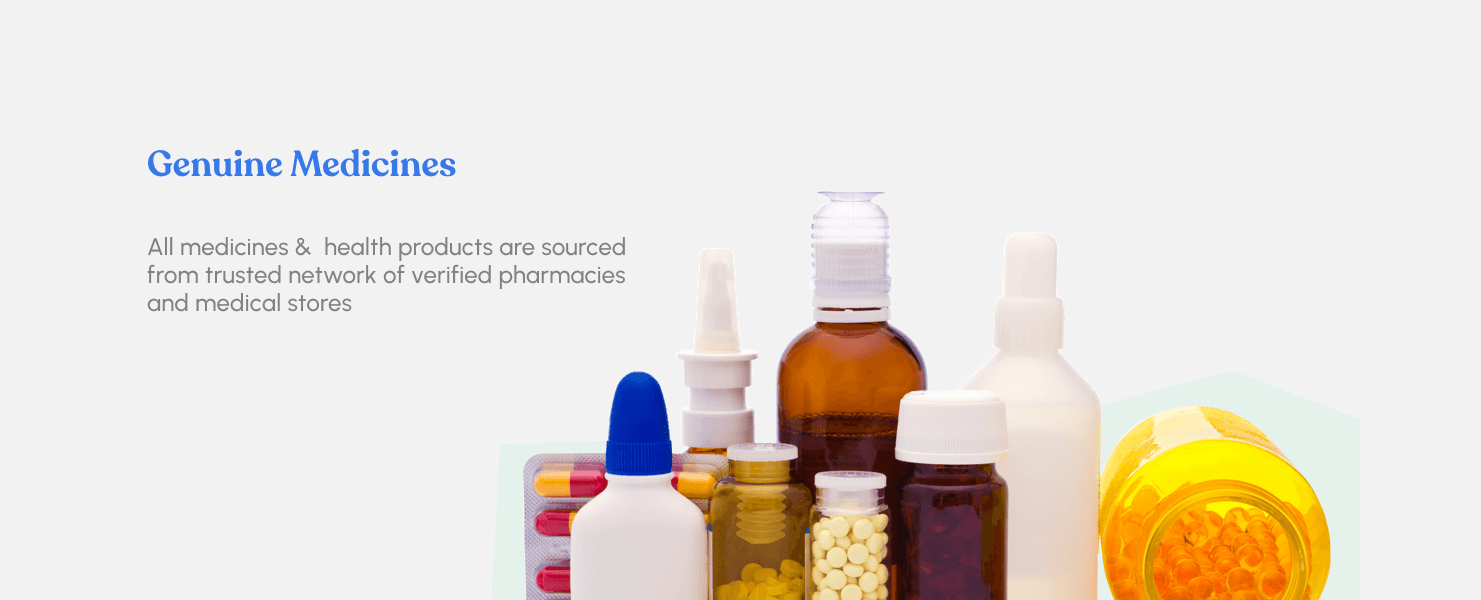 Genuine Medicines
All medicines &  health products are sourced
from trusted network of verified pharmacies
and medical stores